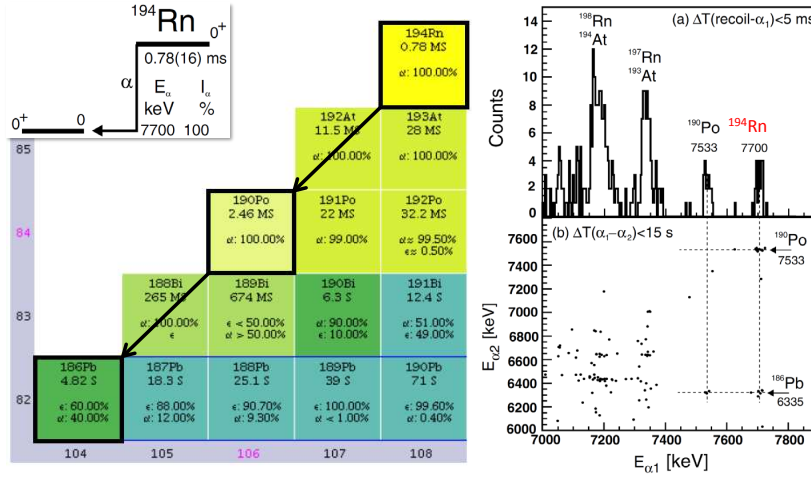 ¹⁹⁴Rn
0⁺
0.78(16) ms
α
Eα Iα
keV %
0⁺ 0
7700 100
194Rn
0.78 MS
α: 100.00%
85
192At
11.5 MS
α: 100.00%
193At
28 MS
α: 100.00%
84
190Po
2.46 MS
α: 100.00%
191Po
22 MS
α: 99.00%
192Po
32.2 MS
α≈ 99.50%
ε≈ 0.50%
83
188Bi
265 MS
α: 100.00%
ε
189Bi
674 MS
ε < 50.00%
α > 50.00%
190Bi
6.3 S
α: 90.00%
ε: 10.00%
191Bi
12.4 S
α: 51.00%
ε: 49.00%
82
186Pb
4.82 S
ε: 60.00%
α: 40.00%
187Pb
18.3 S
ε: 88.00%
α: 12.00%
188Pb
25.1 S
ε: 90.70%
α: 9.30%
189Pb
39 S
ε: 100.00%
α < 1.00%
190Pb
71 S
ε: 99.60%
α: 0.40%
104 105 106 107 108
(a) ΔT(recoil-α₁)<5 ms
Counts
14
12
10
8
6
4
2
0
¹⁹⁸Rn
¹⁹⁴At
¹⁹⁷Rn
¹⁹³At
¹⁹⁰Po
7533
¹⁹⁴Rn
7700
(b) ΔT(α₁−α₂)<15 s
Eα2 [keV]
7600
7400
7200
7000
6800
6600
6400
6200
6000
¹⁹⁰Po
7533
¹⁸⁶Pb
6335
7000 7200 7400 7600 7800
Eα1 [keV]